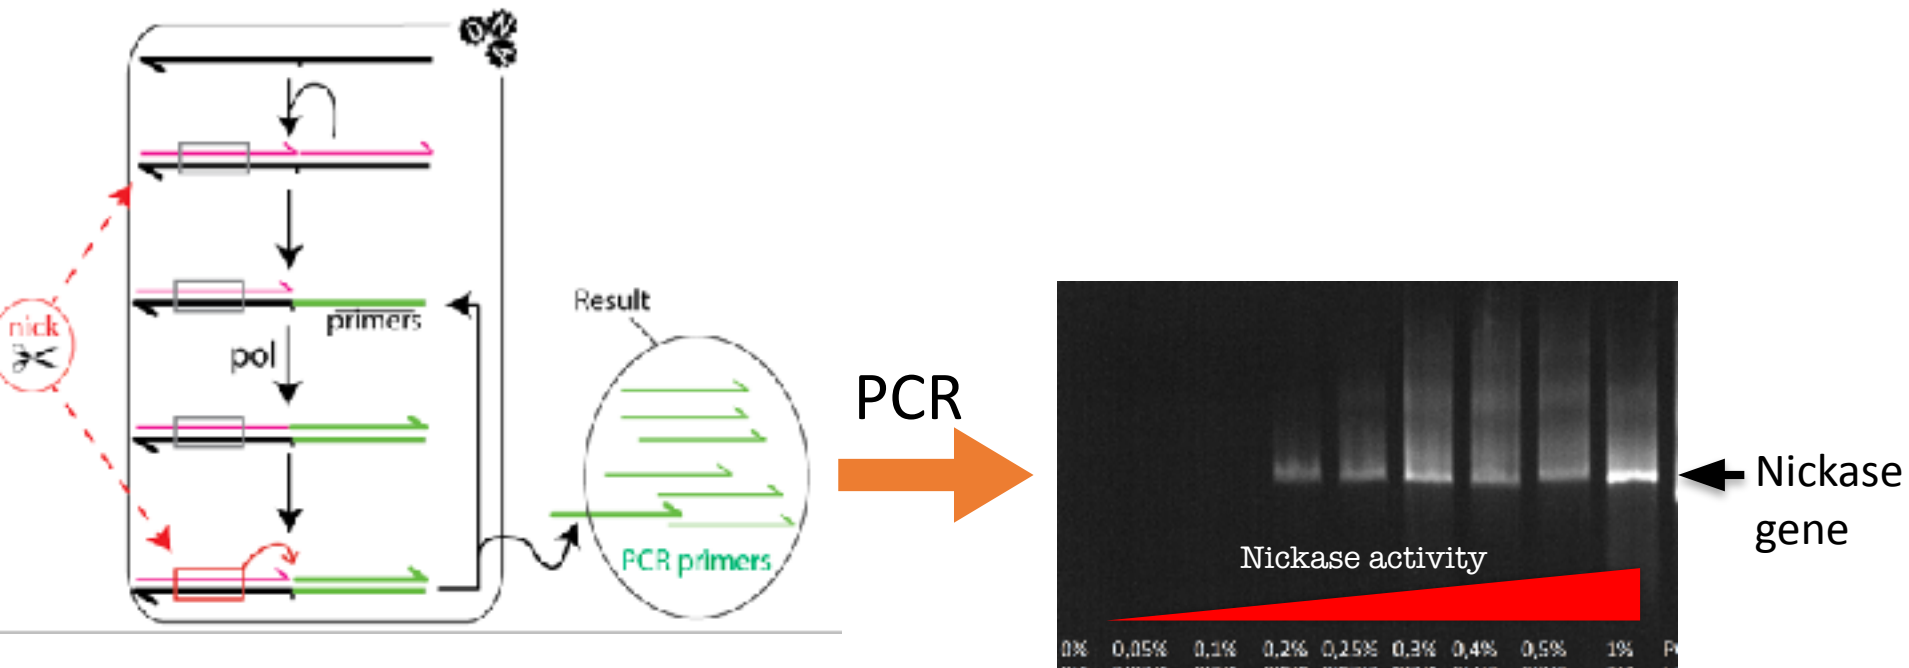 nick
primers
pol
Result
PCR primers
PCR
Nickase
gene
Nickase activity
0% 0,05% 0,1% 0,2% 0,25% 0,3% 0,4% 0,5% 1%